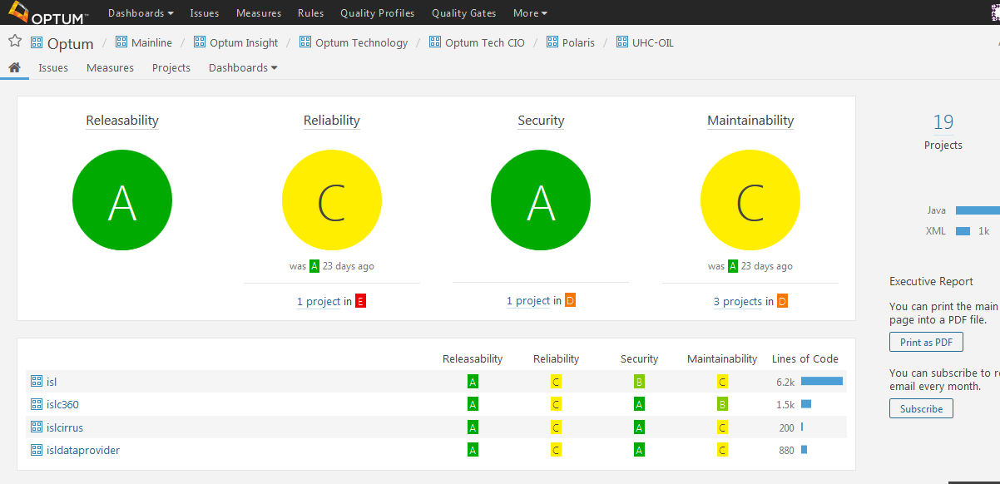 OPTUM™ Dashboards Issues Measures Rules Quality Profiles Quality Gates More
Optum / Mainline / Optum Insight / Optum Technology / Optum Tech CIO / Polaris / UHC-OIL
Issues Measures Projects Dashboards
Releasability Reliability Security Maintainability
A C A C
was A 23 days ago was A 23 days ago
1 project in E 1 project in D 3 projects in D
19
Projects
Java
XML 1k
Executive Report
You can print the main
page into a PDF file.
Print as PDF
You can subscribe to
email every month.
Subscribe
Releasability Reliability Security Maintainability Lines of Code
isl A C B C 6.2k
islc360 A C A B 1.5k
islcirrus A C A C 200
isldataprovider A C A C 880